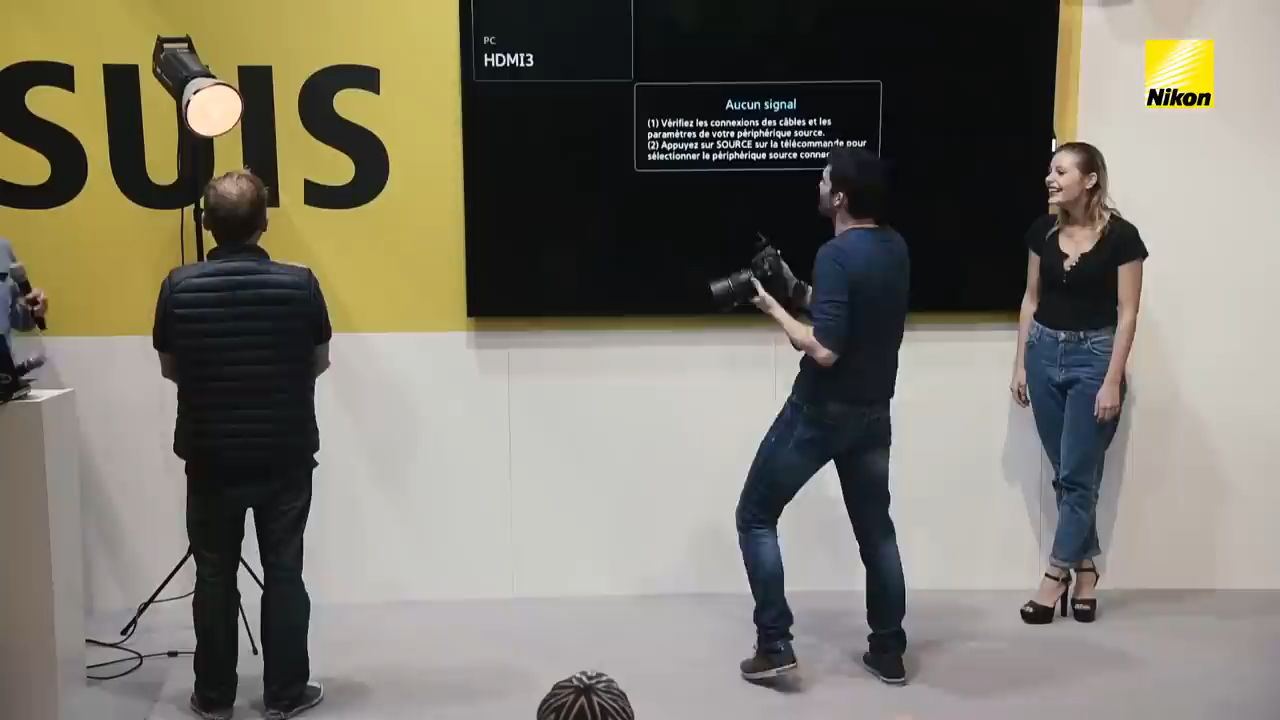 SUIS
PC
HDMI3
Aucun signal
(1) Vérifiez les connexions des câbles et les
paramètres de votre périphérique source.
(2) Appuyez sur SOURCE sur la télécommande pour
sélectionner le périphérique source
Nikon